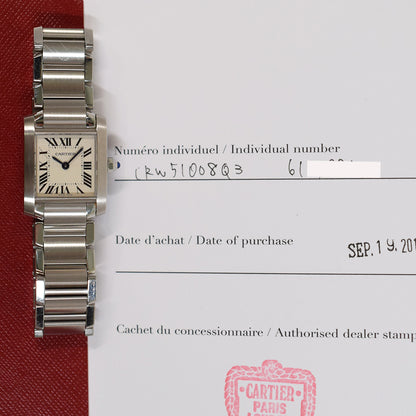 CARTIER
Numéro individuel / Individual number
CRW51008Q3 61
Date d'achat / Date of purchase
SEP. 19. 201
Cachet du concessionnaire / Authorised dealer stamp
CARTIER
PARIS